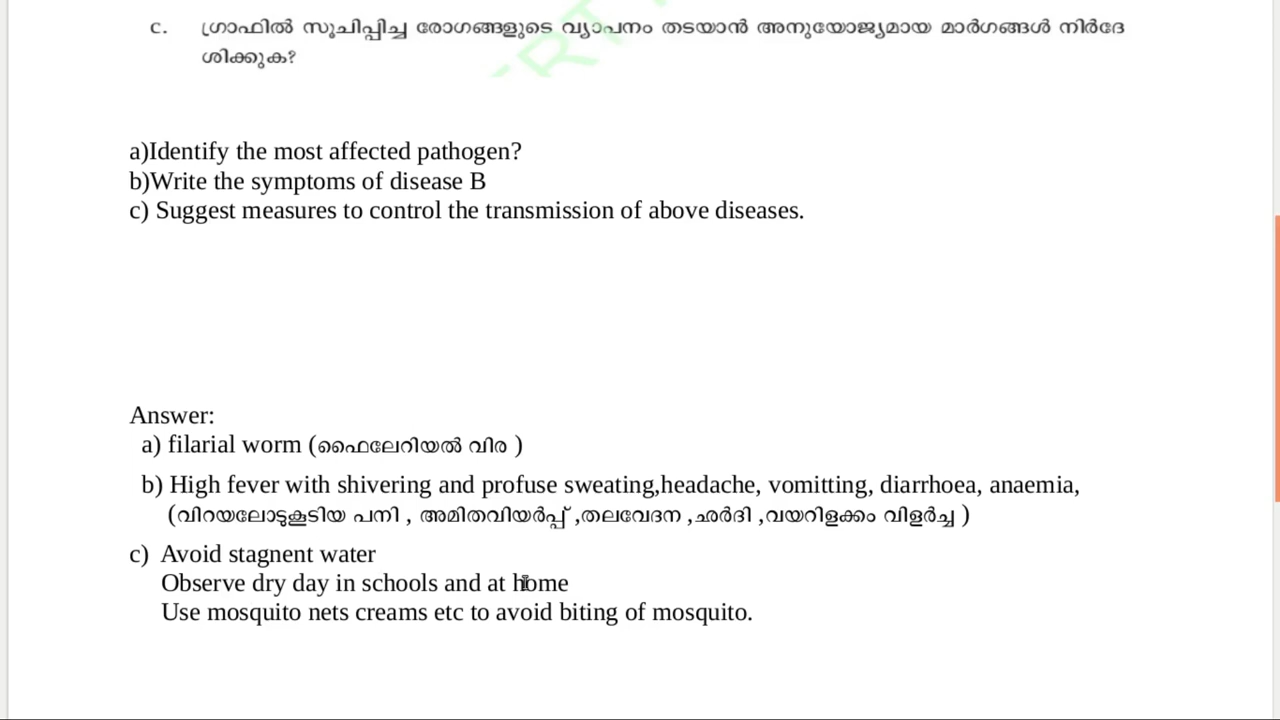 c. ഗ്രാഫിൽ സൂചിപ്പിച്ച രോഗങ്ങളുടെ വ്യാപനം തടയാൻ അനുയോജ്യമായ മാർഗങ്ങൾ നിർദേ
ശിക്കുക?
a)Identify the most affected pathogen?
b)Write the symptoms of disease B
c) Suggest measures to control the transmission of above diseases.
Answer:
a) filarial worm (ഫൈലേറിയൽ വിര )
b) High fever with shivering and profuse sweating,headache, vomitting, diarrhoea, anaemia,
(വിറയലോടുകൂടിയ പനി , അമിതവിയർപ്പ് ,തലവേദന ,ഛർദി ,വയറിളക്കം വിളർച്ച )
c) Avoid stagnent water
Observe dry day in schools and at home
Use mosquito nets creams etc to avoid biting of mosquito.